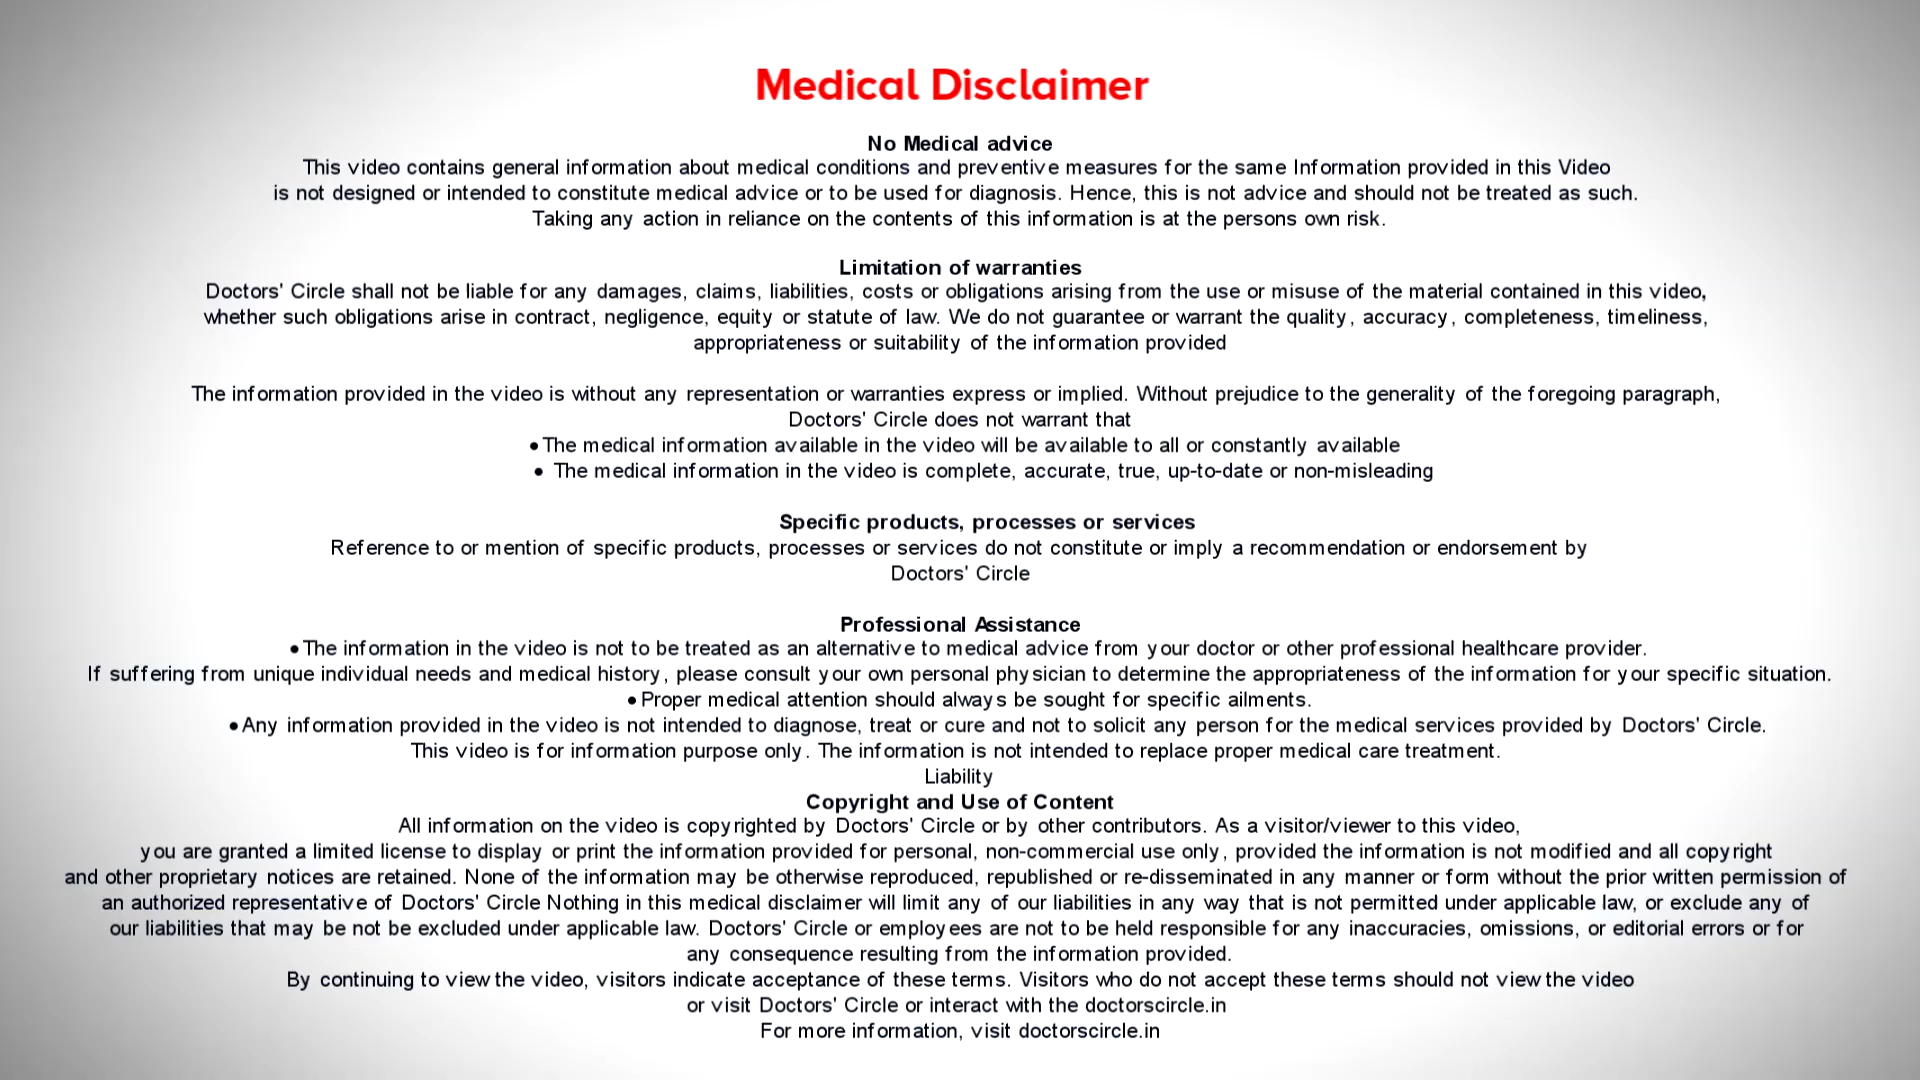 Medical Disclaimer
No Medical advice
This video contains general information about medical conditions and preventive measures for the same Information provided in this Video
is not designed or intended to constitute medical advice or to be used for diagnosis. Hence, this is not advice and should not be treated as such.
Taking any action in reliance on the contents of this information is at the persons own risk.
Limitation of warranties
Doctors' Circle shall not be liable for any damages, claims, liabilities, costs or obligations arising from the use or misuse of the material contained in this video,
whether such obligations arise in contract, negligence, equity or statute of law. We do not guarantee or warrant the quality, accuracy, completeness, timeliness,
appropriateness or suitability of the information provided
The information provided in the video is without any representation or warranties express or implied. Without prejudice to the generality of the foregoing paragraph,
Doctors' Circle does not warrant that
• The medical information available in the video will be available to all or constantly available
• The medical information in the video is complete, accurate, true, up-to-date or non-misleading
Specific products, processes or services
Reference to or mention of specific products, processes or services do not constitute or imply a recommendation or endorsement by
Doctors' Circle
Professional Assistance
• The information in the video is not to be treated as an alternative to medical advice from your doctor or other professional healthcare provider.
If suffering from unique individual needs and medical history, please consult your own personal physician to determine the appropriateness of the information for your specific situation.
• Proper medical attention should always be sought for specific ailments.
• Any information provided in the video is not intended to diagnose, treat or cure and not to solicit any person for the medical services provided by Doctors' Circle.
This video is for information purpose only. The information is not intended to replace proper medical care treatment.
Liability
Copyright and Use of Content
All information on the video is copyrighted by Doctors' Circle or by other contributors. As a visitor/viewer to this video,
you are granted a limited license to display or print the information provided for personal, non-commercial use only, provided the information is not modified and all copyright
and other proprietary notices are retained. None of the information may be otherwise reproduced, republished or re-disseminated in any manner or form without the prior written permission of
an authorized representative of Doctors' Circle Nothing in this medical disclaimer will limit any of our liabilities in any way that is not permitted under applicable law, or exclude any of
our liabilities that may be not be excluded under applicable law. Doctors' Circle or employees are not to be held responsible for any inaccuracies, omissions, or editorial errors or for
any consequence resulting from the information provided.
By continuing to view the video, visitors indicate acceptance of these terms. Visitors who do not accept these terms should not view the video
or visit Doctors' Circle or interact with the doctorscircle.in
For more information, visit doctorscircle.in